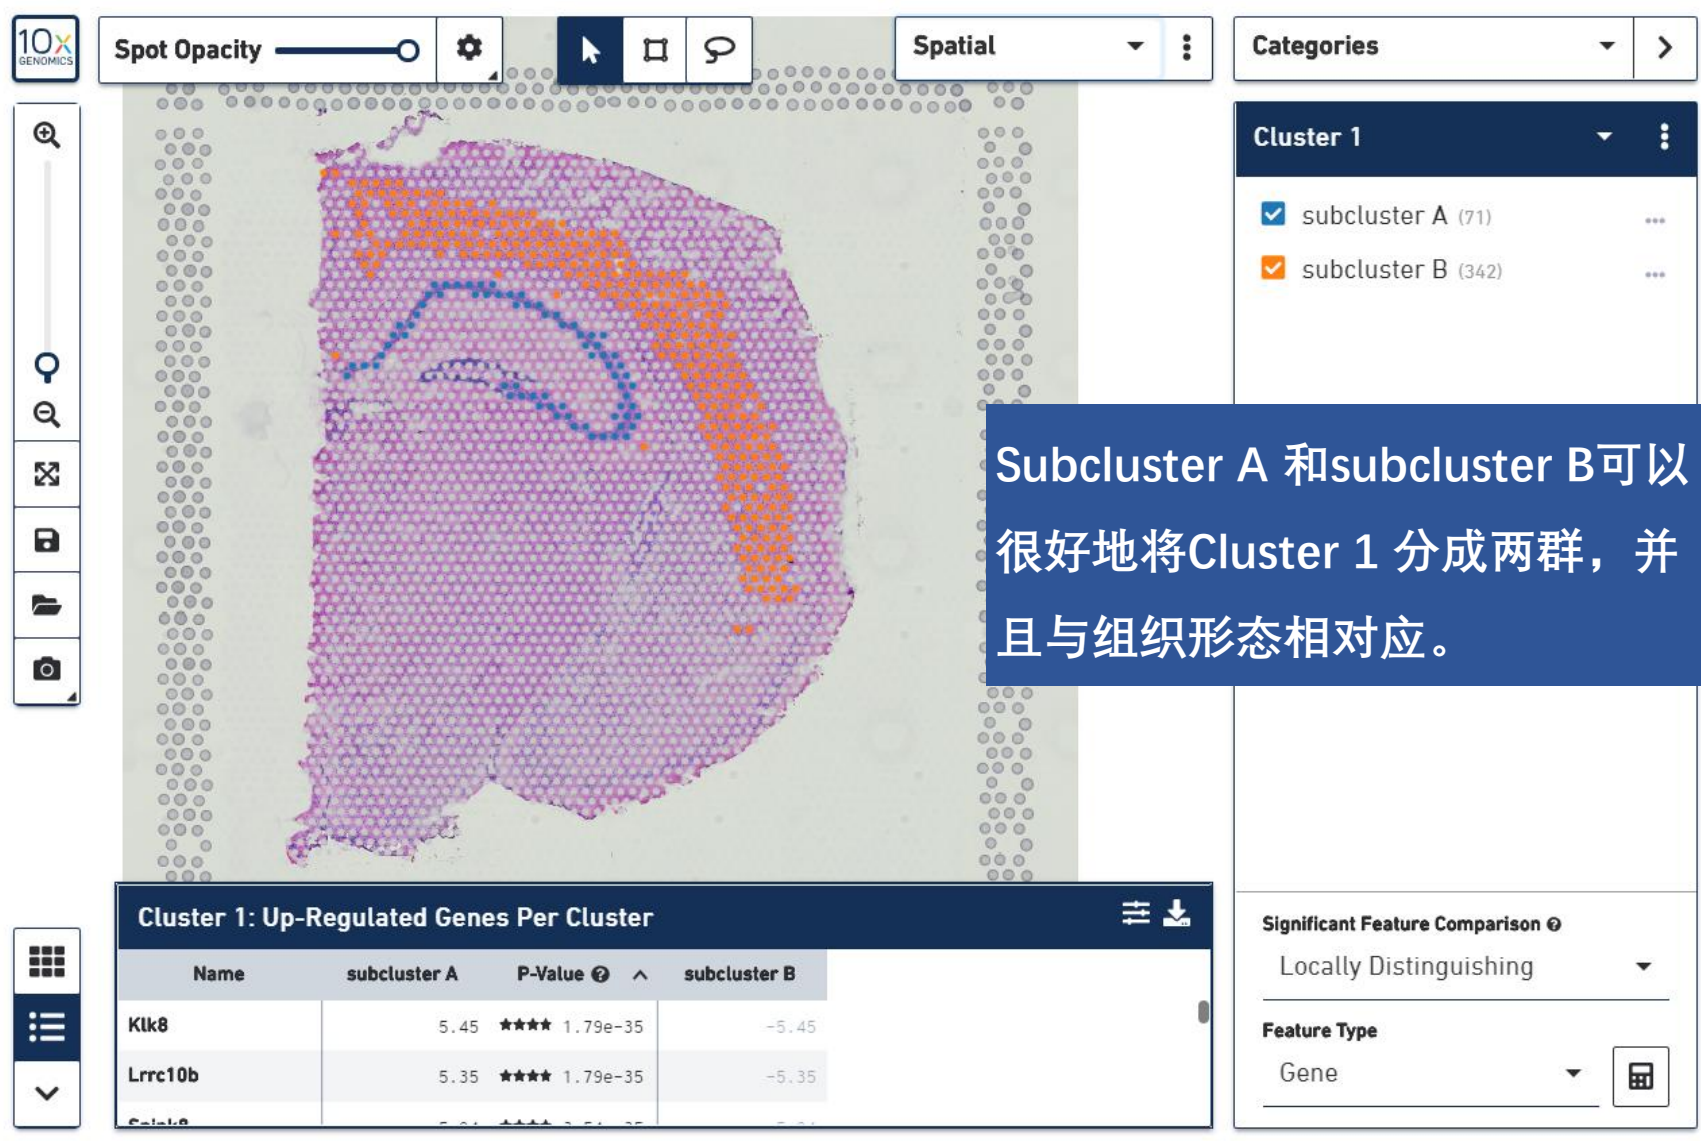 10x
GENOMICS
Spot Opacity
Spatial
Categories
Cluster 1
subcluster A (71)
subcluster B (342)
Subcluster A 和subcluster B可以
很好地将Cluster 1 分成两群，并
且与组织形态相对应。
Cluster 1: Up-Regulated Genes Per Cluster
Name subcluster A P-Value subcluster B
Klk8 5.45 ★★★★ 1.79e-35 -5.45
Lrrc10b 5.35 ★★★★ 1.79e-35 -5.35
Significant Feature Comparison
Locally Distinguishing
Feature Type
Gene